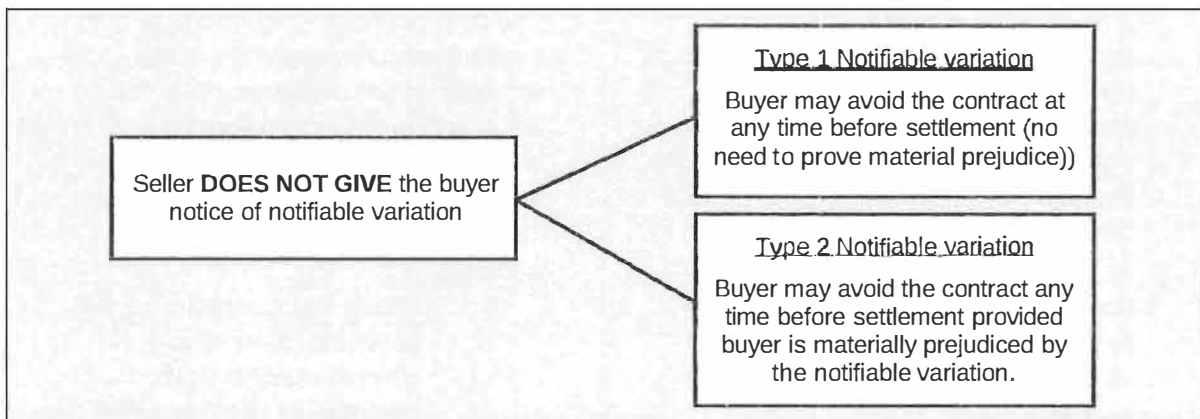 Seller DOES NOT GIVE the buyer
notice of notifiable variation
Type 1 Notifiable variation
Buyer may avoid the contract at
any time before settlement (no
need to prove material prejudice))
Type 2 Notifiable variation
Buyer may avoid the contract any
time before settlement provided
buyer is materially prejudiced by
the notifiable variation.